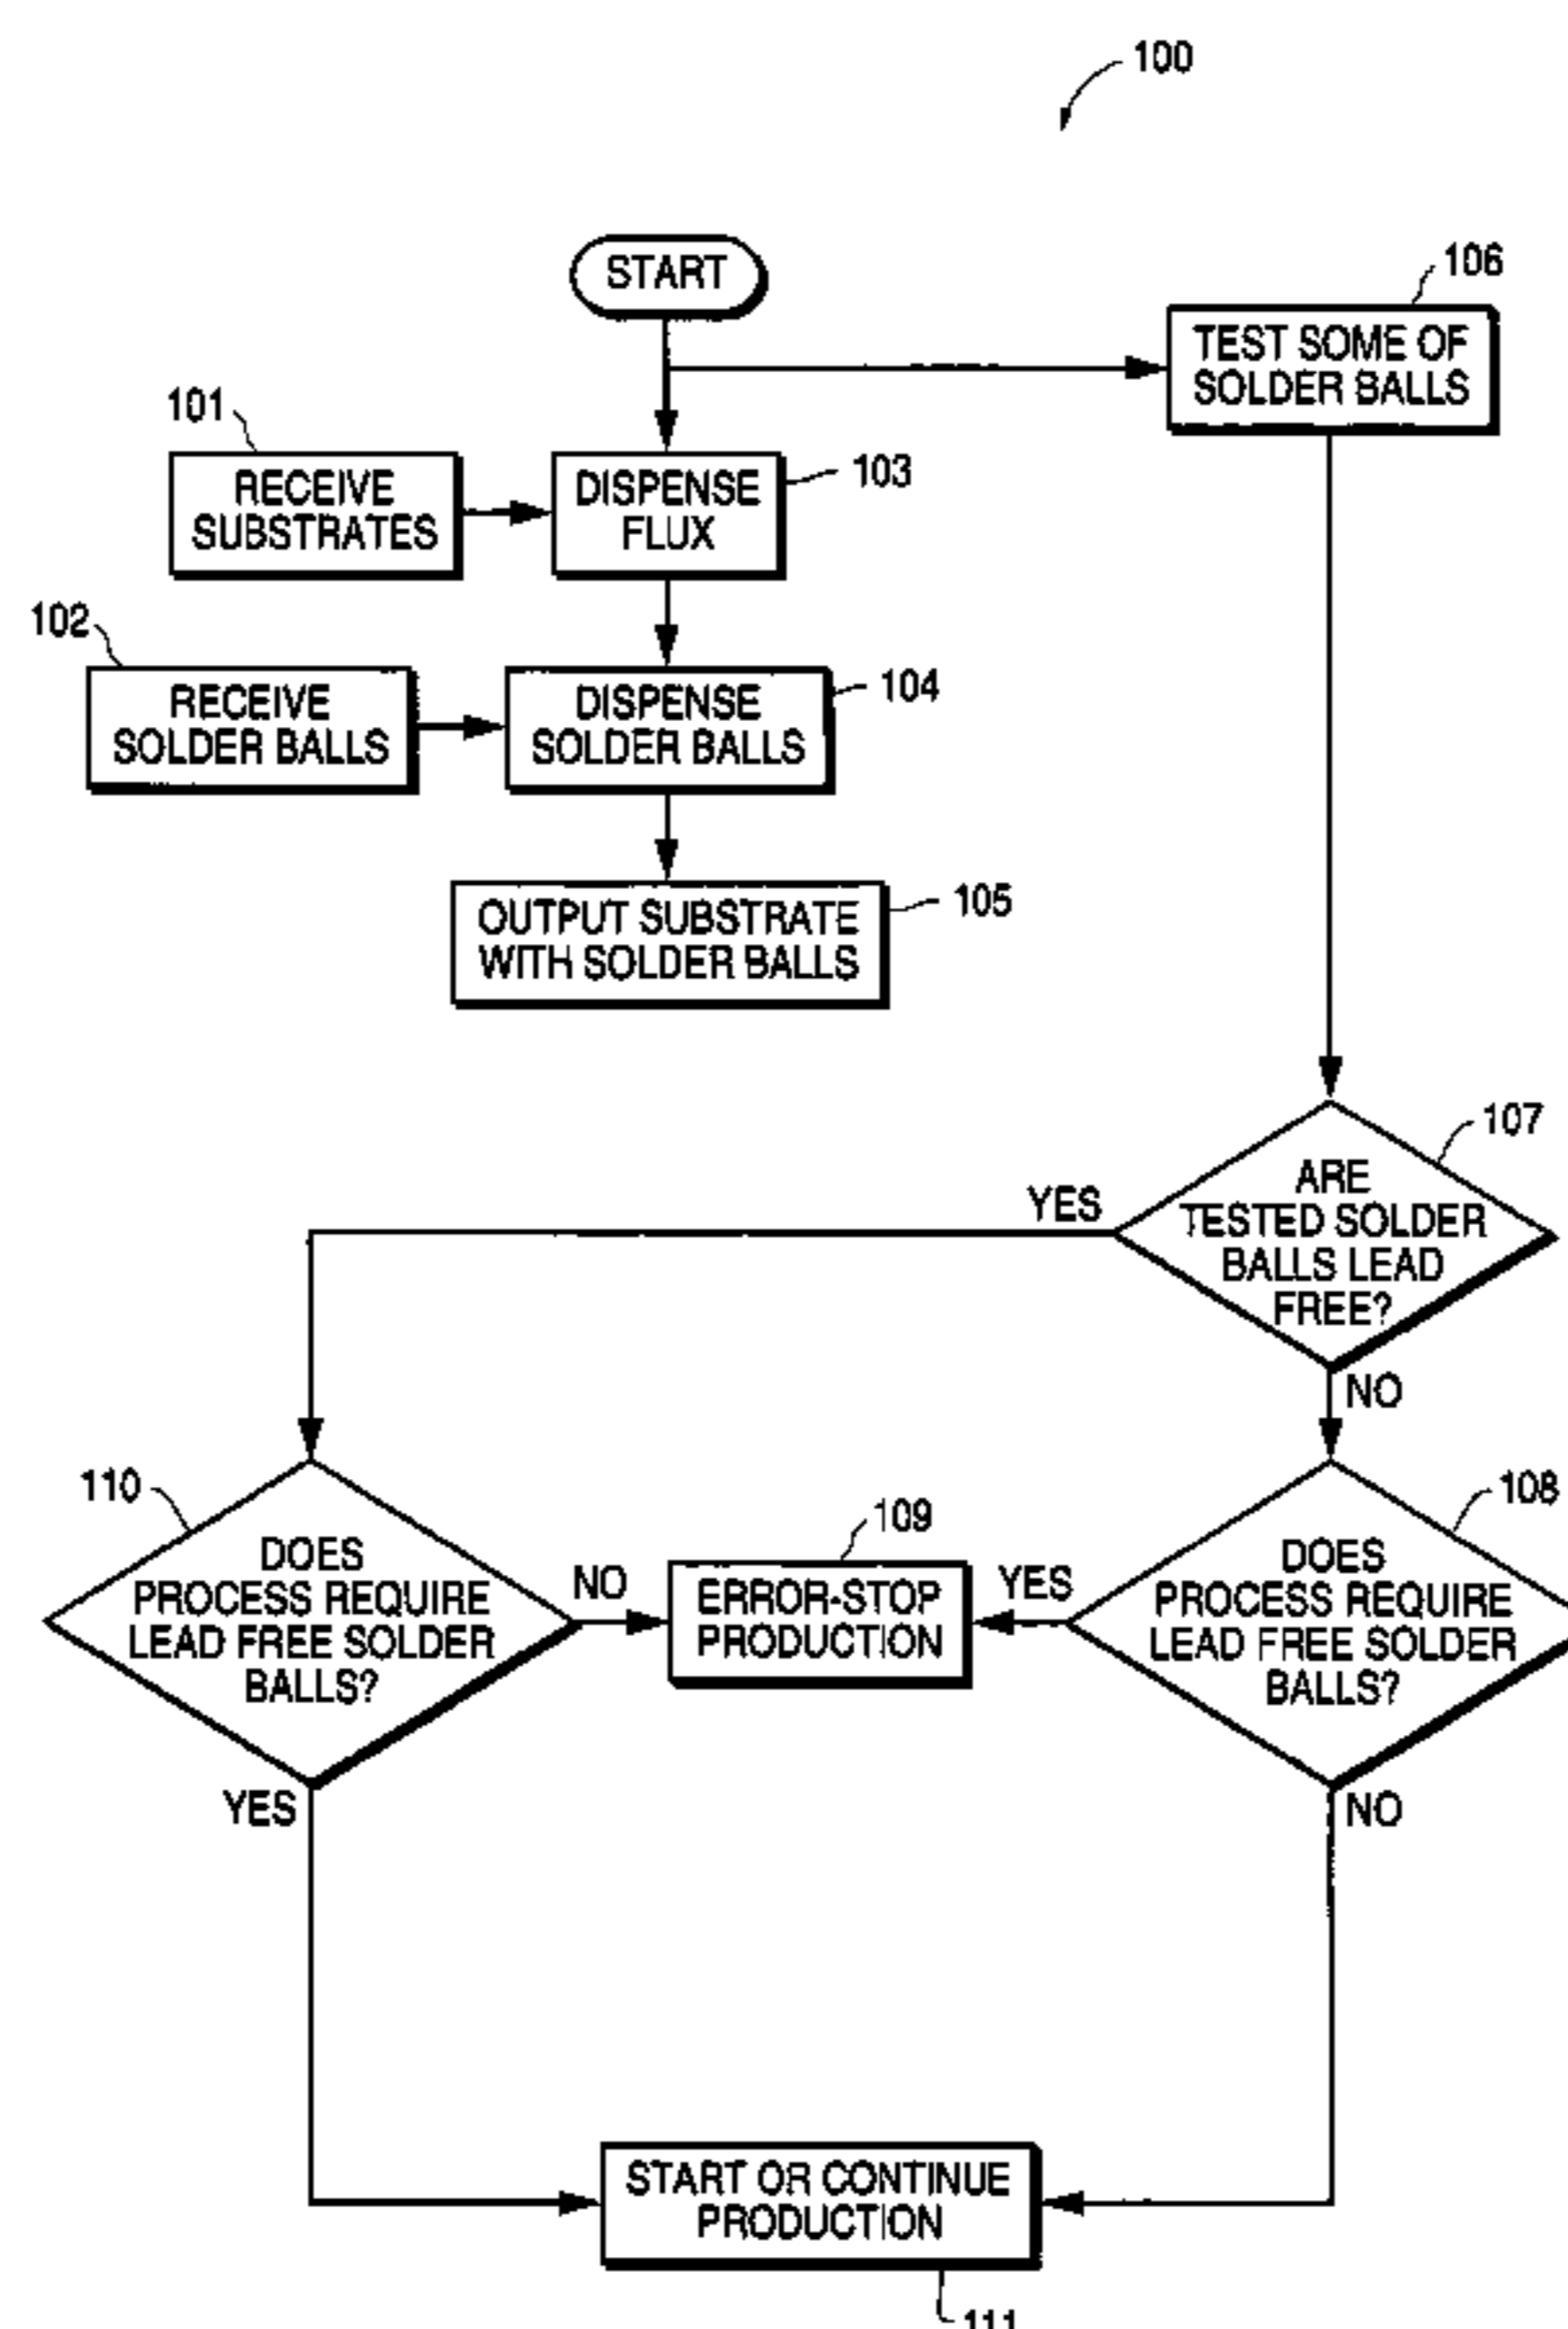 100
START
106
TEST SOME OF
SOLDER BALLS
101
RECEIVE
SUBSTRATES
103
DISPENSE
FLUX
102
RECEIVE
SOLDER BALLS
104
DISPENSE
SOLDER BALLS
105
OUTPUT SUBSTRATE
WITH SOLDER BALLS
107
ARE
TESTED SOLDER
BALLS LEAD
FREE?
YES
NO
110
DOES
PROCESS REQUIRE
LEAD FREE SOLDER
BALLS?
NO
YES
109
ERROR-STOP
PRODUCTION
YES
108
DOES
PROCESS REQUIRE
LEAD FREE SOLDER
BALLS?
NO
START OR CONTINUE
PRODUCTION
111